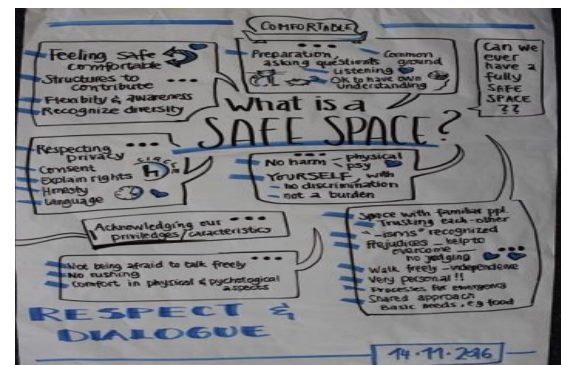 COMFORTABLE
Feeling safe
comfortable
Structures to
contribute
Flexibity & awareness
Recognize diversity
Preparation,
asking questions
Common
ground
Listening
Ok to have own
understanding
Can we
ever
have a
fully
SAFE
SPACE
??
What is a
SAFE SPACE?
Respecting
privacy
Consent
Explain rights
Honesty
Language
No harm - physical
psy
YOURSELF, with
- no discrimination
- not a burden
Acknowledging our
priviledges/caracteristics
Not being afraid to talk freely
No rushing
Comfort in physical & pychological
aspects
Space with familiar ppl.
Trusting each-other
"-isms" recognized
Prejudices - help to
overcome
no judging
Walk freely - independence
Very personal!!
Processes for emergency
Shared approach
Basic needs, eg food
RESPECT &
DIALOGUE
14.11.2016